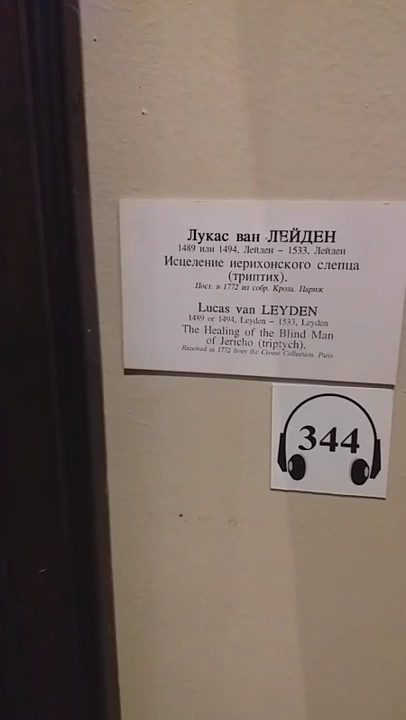 Лукас ван ЛЕЙДЕН
1489 или 1494, Лейден – 1533, Лейден
Исцеление иерихонского слепца
(триптих).
Пост. в 1772 из собр. Кроза, Париж
Lucas van LEYDEN
1489 or 1494, Leyden – 1533, Leyden
The Healing of the Blind Man
of Jericho (triptych).
Received in 1772 from the Crozat Collection, Paris
344